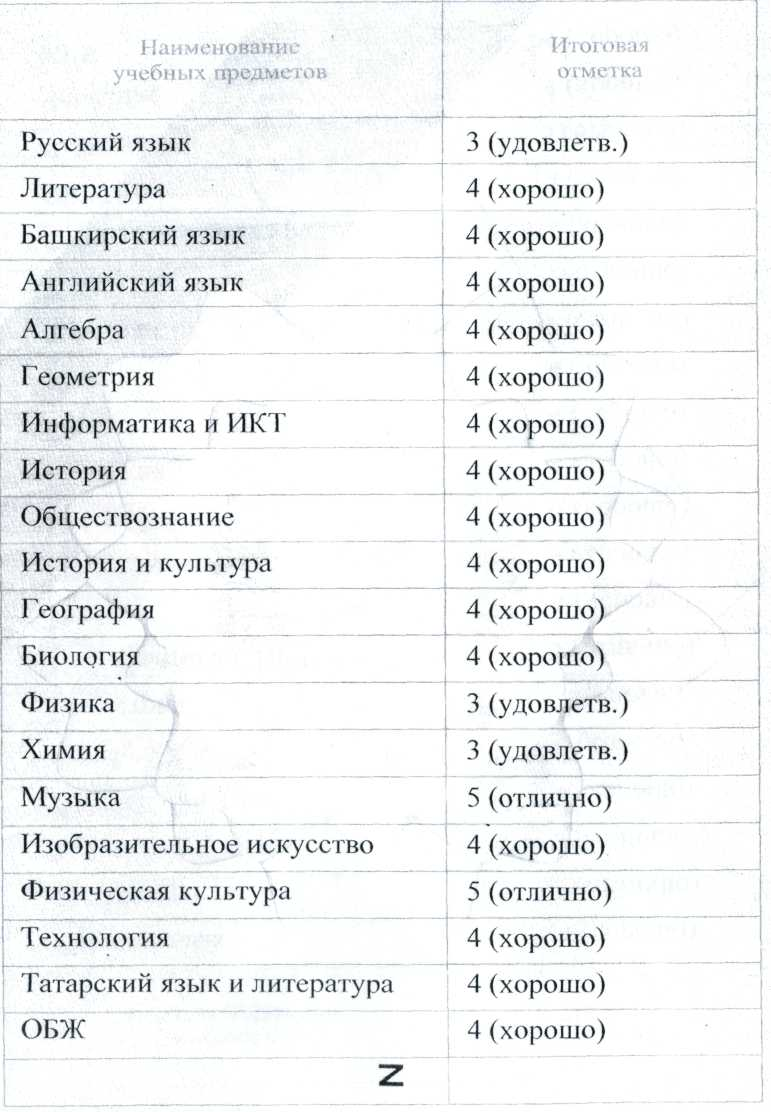 Наименование Итоговая
учебных предметов отметка
Русский язык 3 (удовлетв.)
Литература 4 (хорошо)
Башкирский язык 4 (хорошо)
Английский язык 4 (хорошо)
Алгебра 4 (хорошо)
Геометрия 4 (хорошо)
Информатика и ИКТ 4 (хорошо)
История 4 (хорошо)
Обществознание 4 (хорошо)
История и культура 4 (хорошо)
География 4 (хорошо)
Биология 4 (хорошо)
Физика 3 (удовлетв.)
Химия 3 (удовлетв.)
Музыка 5 (отлично)
Изобразительное искусство 4 (хорошо)
Физическая культура 5 (отлично)
Технология 4 (хорошо)
Татарский язык и литература 4 (хорошо)
ОБЖ 4 (хорошо)
Z